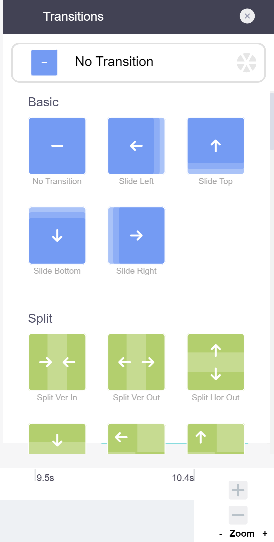 Transitions
No Transition
Basic
No Transition
Slide Left
Slide Top
Slide Bottom
Slide Right
Split
Split Ver In
Split Ver Out
Split Hor Out
9.5s
10.4s
- Zoom +